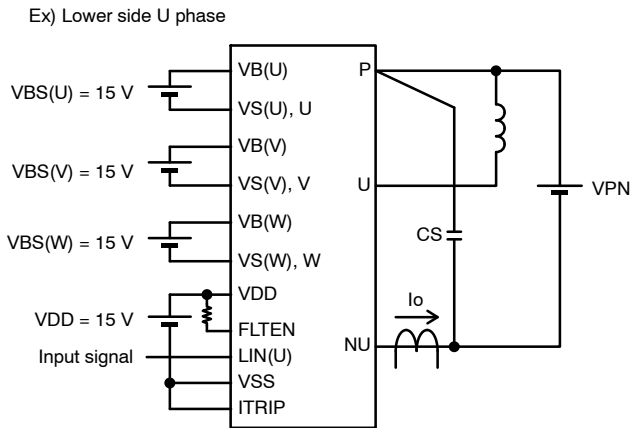 Ex) Lower side U phase
VB(U)
P
VBS(U) = 15 V
VS(U), U
VB(V)
VBS(V) = 15 V
VS(V), V
U
VPN
VB(W)
CS
VBS(W) = 15 V
VS(W), W
VDD
Io
VDD = 15 V
FLTEN
NU
Input signal
LIN(U)
VSS
ITRIP